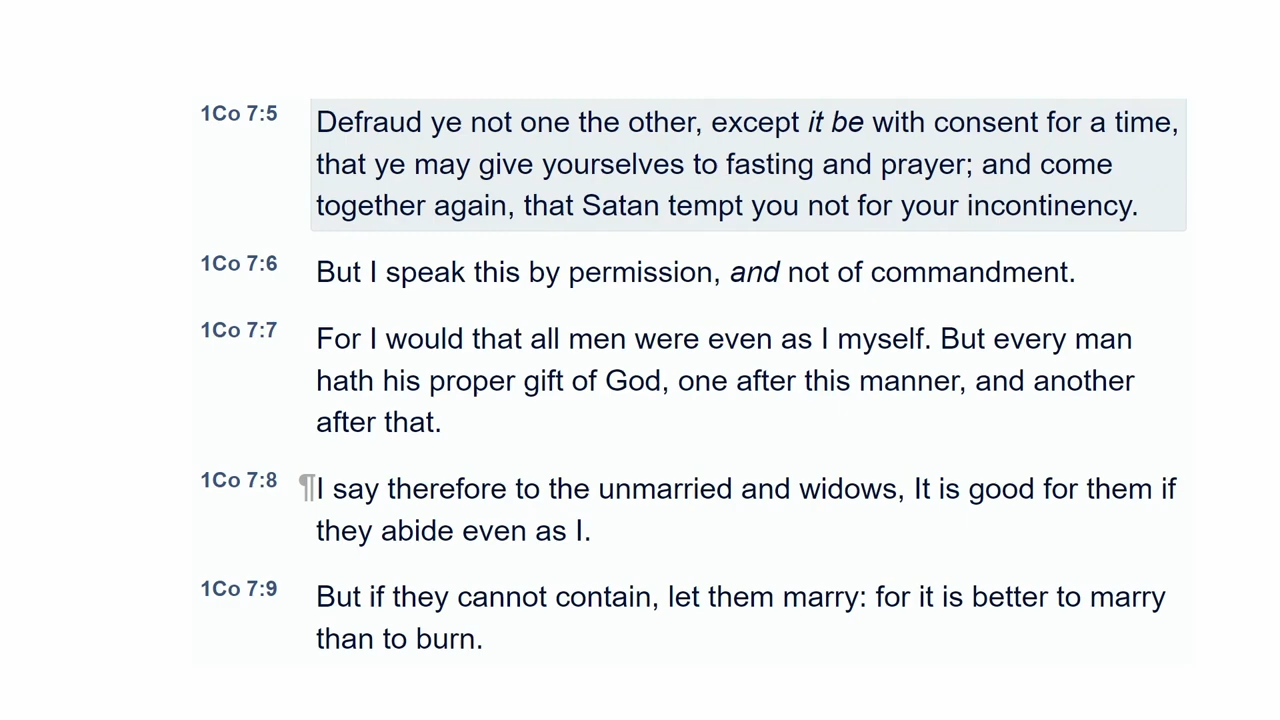 1Co 7:5 Defraud ye not one the other, except it be with consent for a time,
that ye may give yourselves to fasting and prayer; and come
together again, that Satan tempt you not for your incontinency.
1Co 7:6 But I speak this by permission, and not of commandment.
1Co 7:7 For I would that all men were even as I myself. But every man
hath his proper gift of God, one after this manner, and another
after that.
1Co 7:8 ¶I say therefore to the unmarried and widows, It is good for them if
they abide even as I.
1Co 7:9 But if they cannot contain, let them marry: for it is better to marry
than to burn.